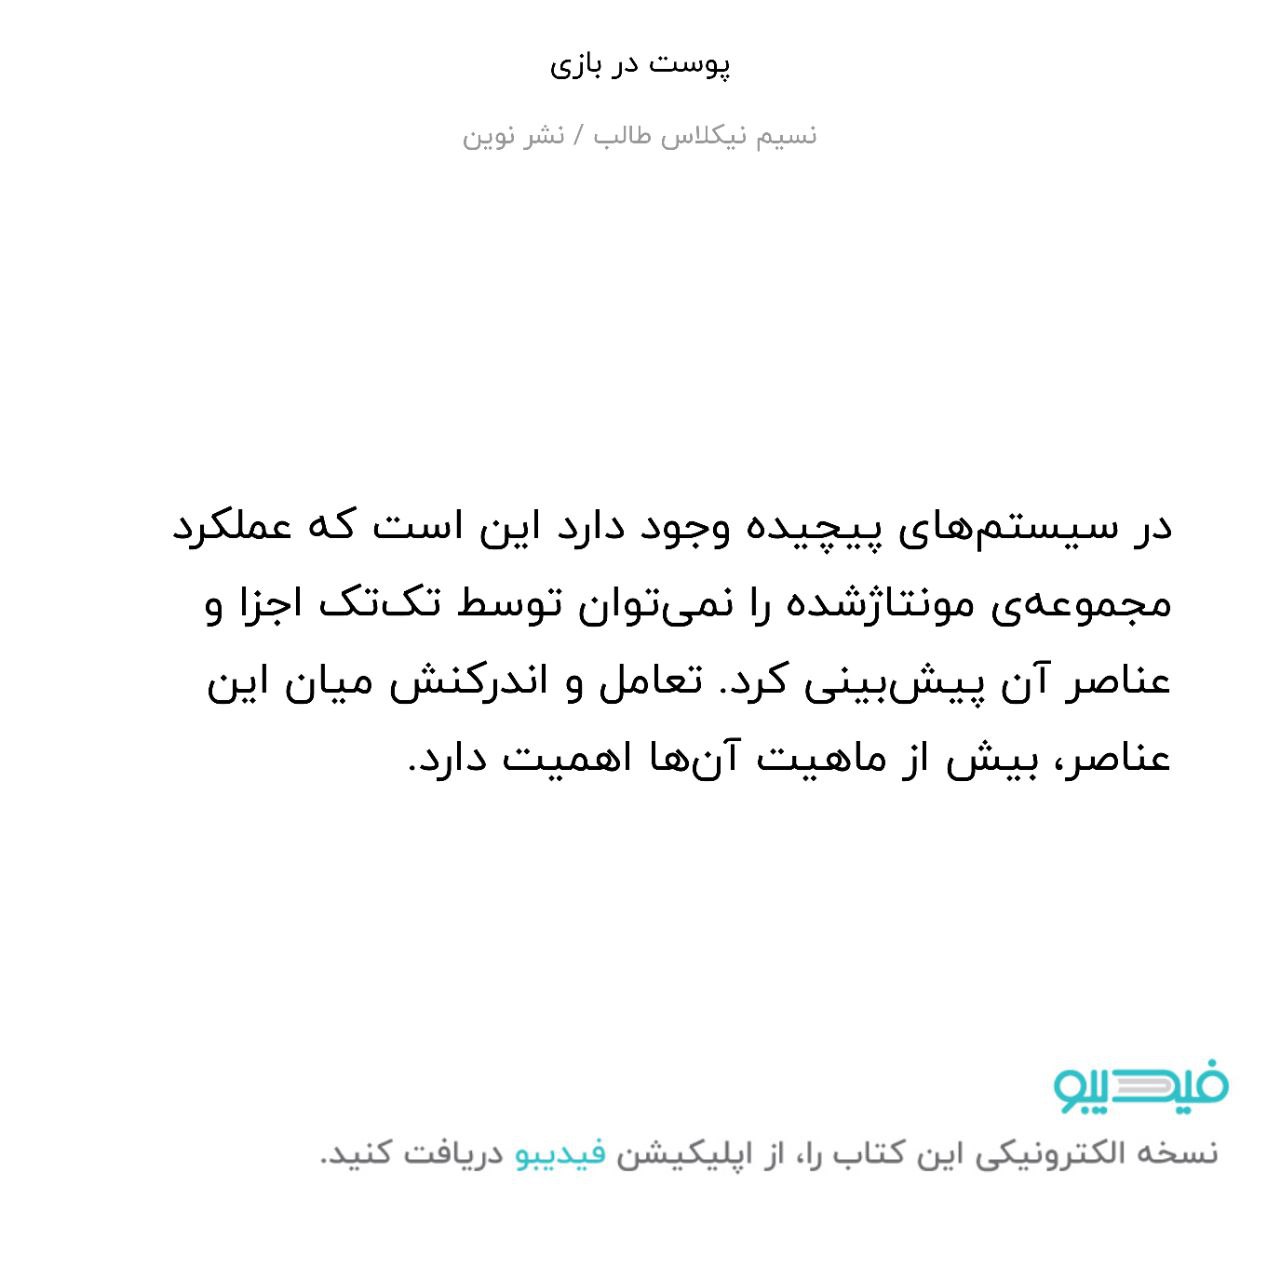 پوست در بازی
نسیم نیکلاس طالب / نشر نوین
در سیستم‌های پیچیده وجود دارد این است که عملکرد
مجموعه‌ی مونتاژشده را نمی‌توان توسط تک‌تک اجزا و
عناصر آن پیش‌بینی کرد. تعامل و اندرکنش میان این
عناصر، بیش از ماهیت آن‌ها اهمیت دارد.
فیدیبو
نسخه الکترونیکی این کتاب را، از اپلیکیشن فیدیبو دریافت کنید.